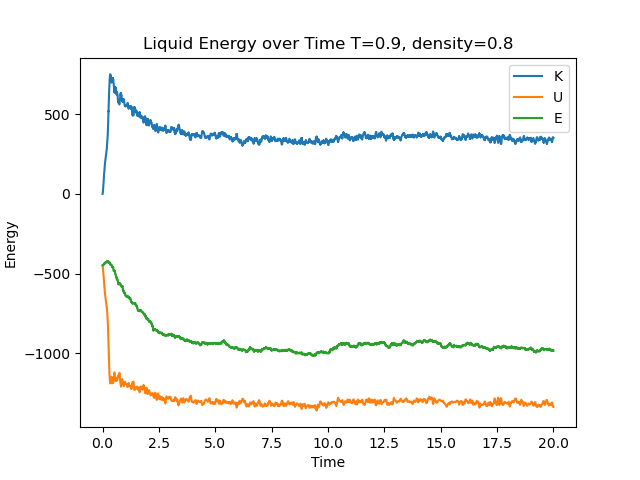 Liquid Energy over Time T=0.9, density=0.8
K
U
E
500
0
−500
−1000
Energy
0.0 2.5 5.0 7.5 10.0 12.5 15.0 17.5 20.0
Time